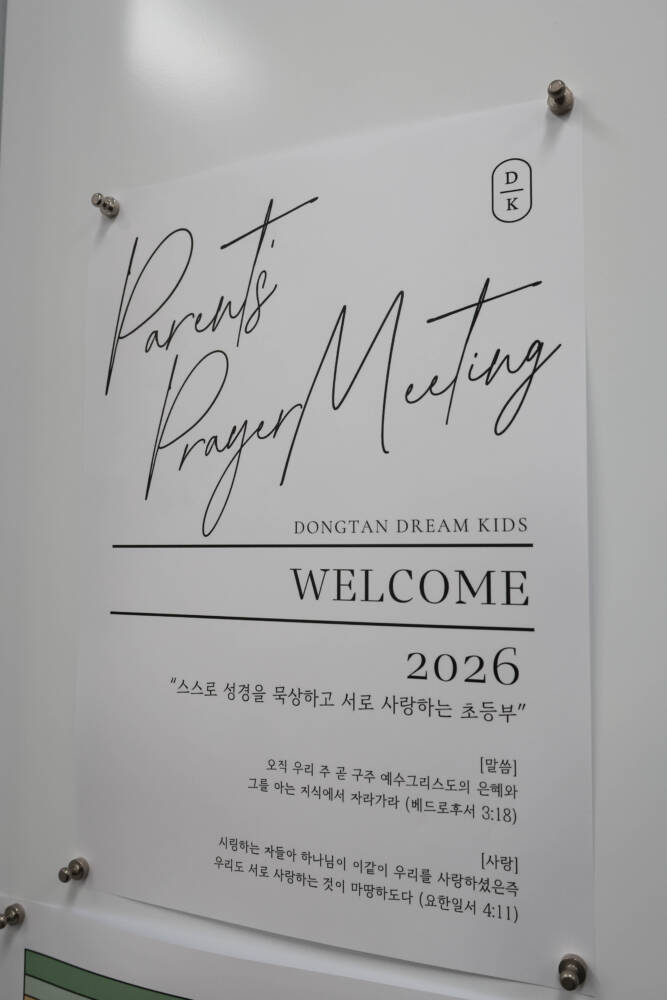 D
K
Parent's
Prayer Meeting
DONGTAN DREAM KIDS
WELCOME
2026
“스스로 성경을 묵상하고 서로 사랑하는 초등부”
[말씀]
오직 우리 주 곧 구주 예수그리스도의 은혜와
그를 아는 지식에서 자라가라 (베드로후서 3:18)
[사랑]
시링하는 자들아 하나님이 이같이 우리를 사랑하셨은즉
우리도 서로 사랑하는 것이 마땅하도다 (요한일서 4:11)